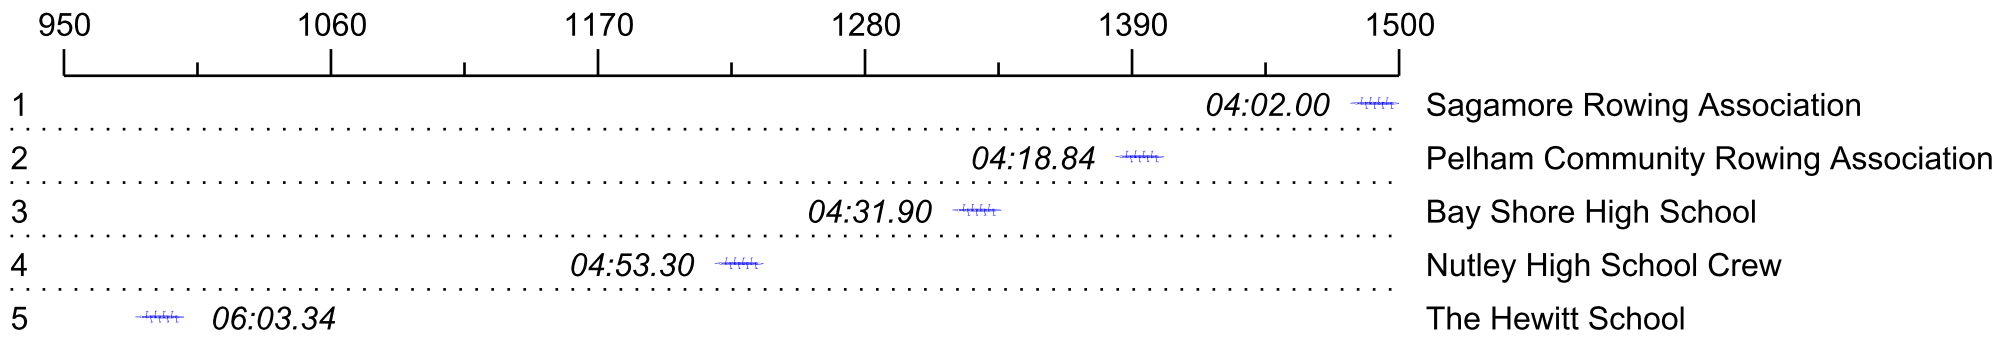 950 1060 1170 1280 1390 1500
1 04:02.00 Sagamore Rowing Association
2 04:18.84 Pelham Community Rowing Association
3 04:31.90 Bay Shore High School
4 04:53.30 Nutley High School Crew
5 06:03.34 The Hewitt School